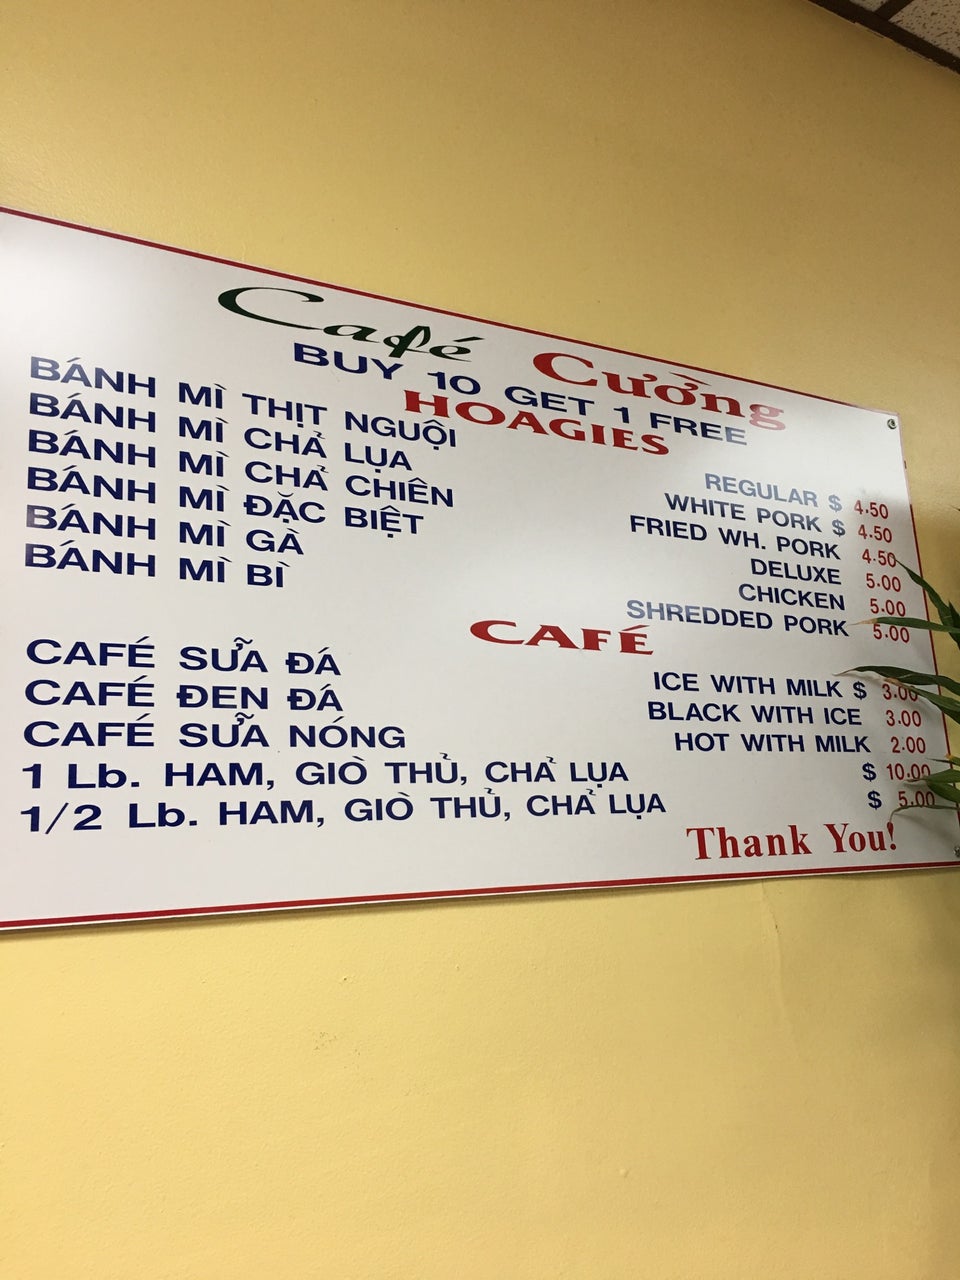 Café Cưởng
BUY 10 GET 1 FREE
HOAGIES
BÁNH MÌ THỊT NGUỘI REGULAR $ 4.50
BÁNH MÌ CHẢ LỤA WHITE PORK $ 4.50
BÁNH MÌ CHẢ CHIÊN FRIED WH. PORK 4.50
BÁNH MÌ ĐẶC BIỆT DELUXE 5.00
BÁNH MÌ GÀ CHICKEN 5.00
BÁNH MÌ BÌ SHREDDED PORK 5.00
CAFÉ
CAFÉ SỮA ĐÁ ICE WITH MILK $ 3.00
CAFÉ ĐEN ĐÁ BLACK WITH ICE 3.00
CAFÉ SỮA NÓNG HOT WITH MILK 2.00
1 Lb. HAM, GIÒ THỦ, CHẢ LỤA $ 10.00
1/2 Lb. HAM, GIÒ THỦ, CHẢ LỤA $ 5.00
Thank You!